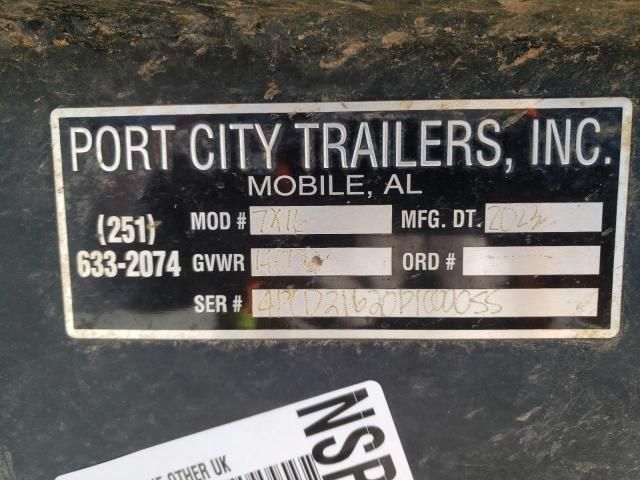 PORT CITY TRAILERS, INC.
MOBILE, AL
(251)
633-2074
MOD # 7X16
MFG. DT. 2023
GVWR
ORD #
SER #
NSP
OTHER UK